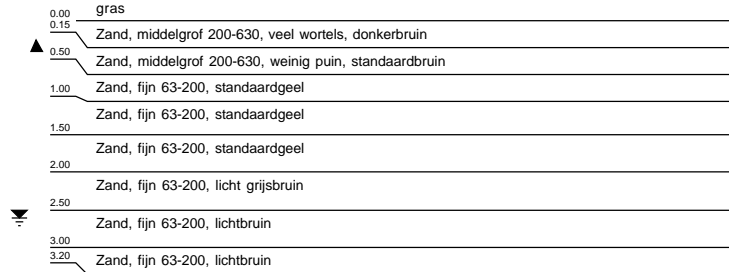 0.00 gras
0.15 Zand, middelgrof 200-630, veel wortels, donkerbruin
0.50 Zand, middelgrof 200-630, weinig puin, standaardbruin
1.00 Zand, fijn 63-200, standaardgeel
Zand, fijn 63-200, standaardgeel
1.50
Zand, fijn 63-200, standaardgeel
2.00
Zand, fijn 63-200, licht grijsbruin
2.50
Zand, fijn 63-200, lichtbruin
3.00
3.20 Zand, fijn 63-200, lichtbruin